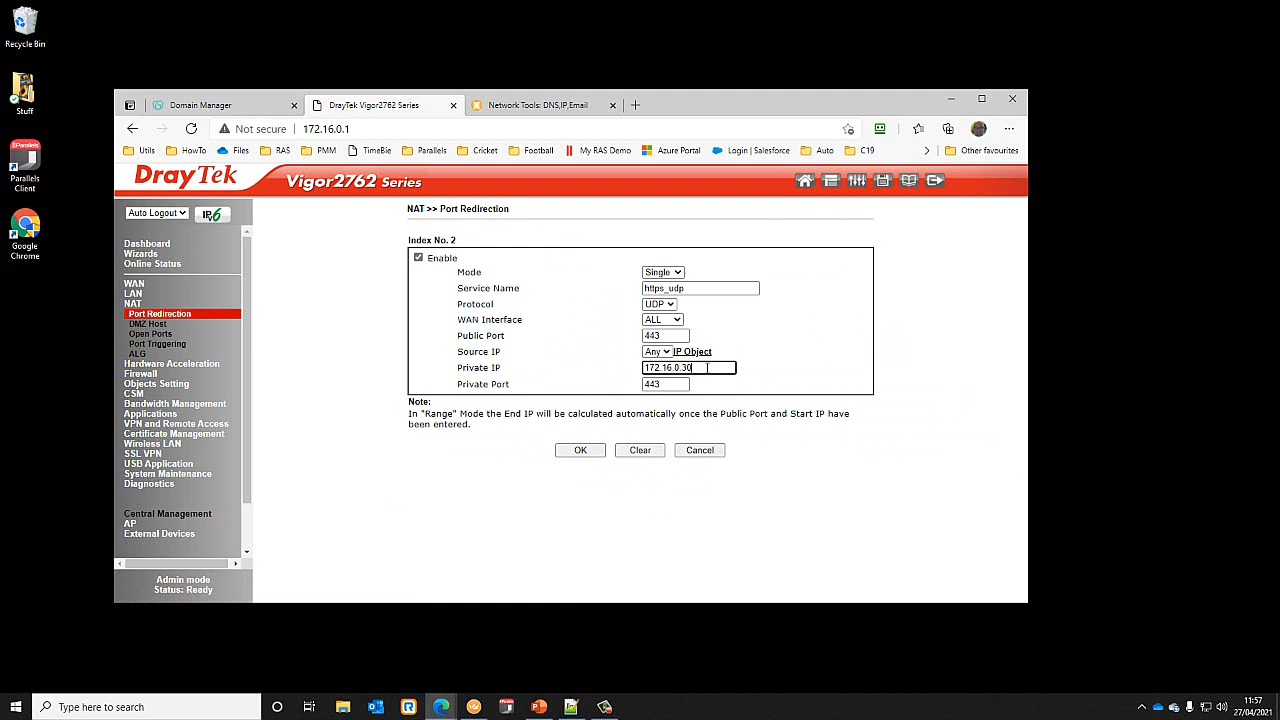 Recycle Bin
Stuff
Parallels
Client
Google
Chrome
Domain Manager
DrayTek Vigor2762 Series
Network Tools: DNS,IP,Email
Not secure
172.16.0.1
Utils
HowTo
Files
RAS
PMM
TimeBie
Parallels
Cricket
Football
My RAS Demo
Azure Portal
Login | Salesforce
Auto
C19
Other favourites
DrayTek
Vigor2762 Series
Auto Logout
IPv6
Dashboard
Wizards
Online Status
WAN
LAN
NAT
Port Redirection
DMZ Host
Open Ports
Port Triggering
ALG
Hardware Acceleration
Firewall
Objects Setting
CSM
Bandwidth Management
Applications
VPN and Remote Access
Certificate Management
Wireless LAN
SSL VPN
USB Application
System Maintenance
Diagnostics
Central Management
AP
External Devices
Admin mode
Status: Ready
NAT >> Port Redirection
Index No. 2
Enable
Mode Single
Service Name https_udp
Protocol UDP
WAN Interface ALL
Public Port 443
Source IP Any IP Object
Private IP 172.16.0.30
Private Port 443
Note:
In "Range" Mode the End IP will be calculated automatically once the Public Port and Start IP have
been entered.
OK
Clear
Cancel
Type here to search
11:57
27/04/2021